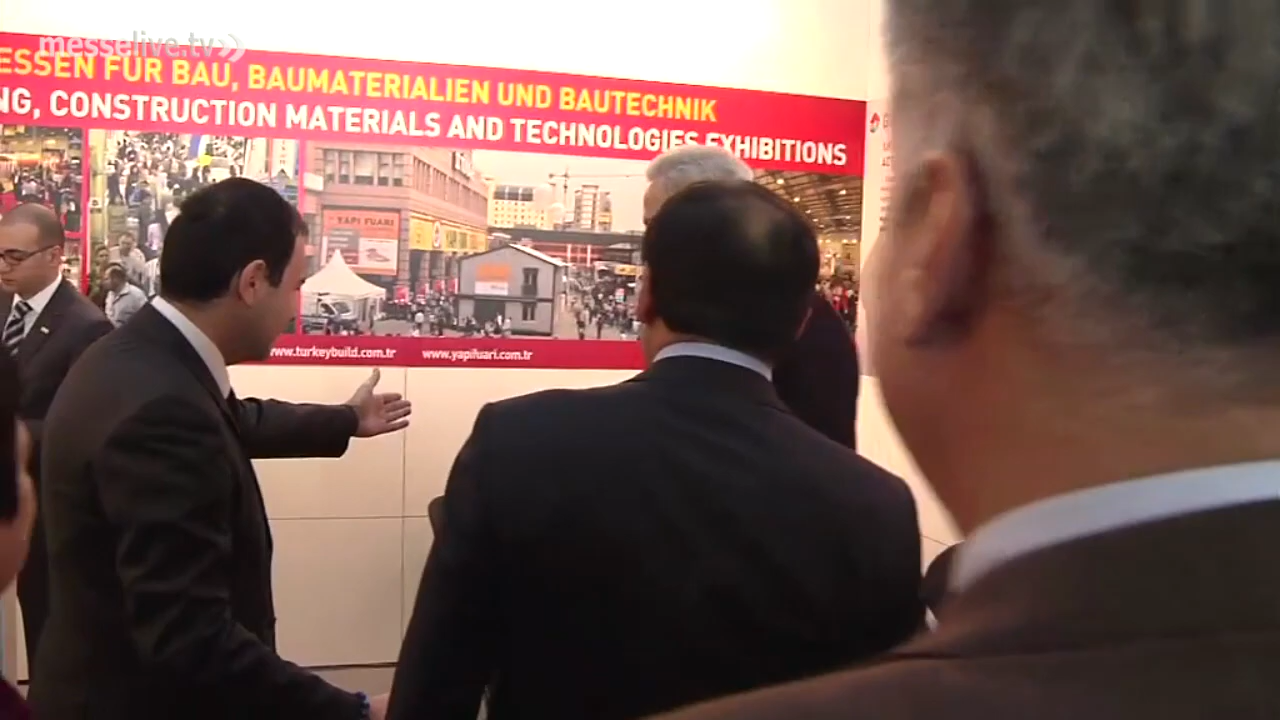 messelive.tv
ESSEN FÜR BAU, BAUMATERIALIEN UND BAUTECHNIK
NG, CONSTRUCTION MATERIALS AND TECHNOLOGIES EXHIBITIONS
YAPI FUARI
www.turkeybuild.com.tr www.yapifuari.com.tr